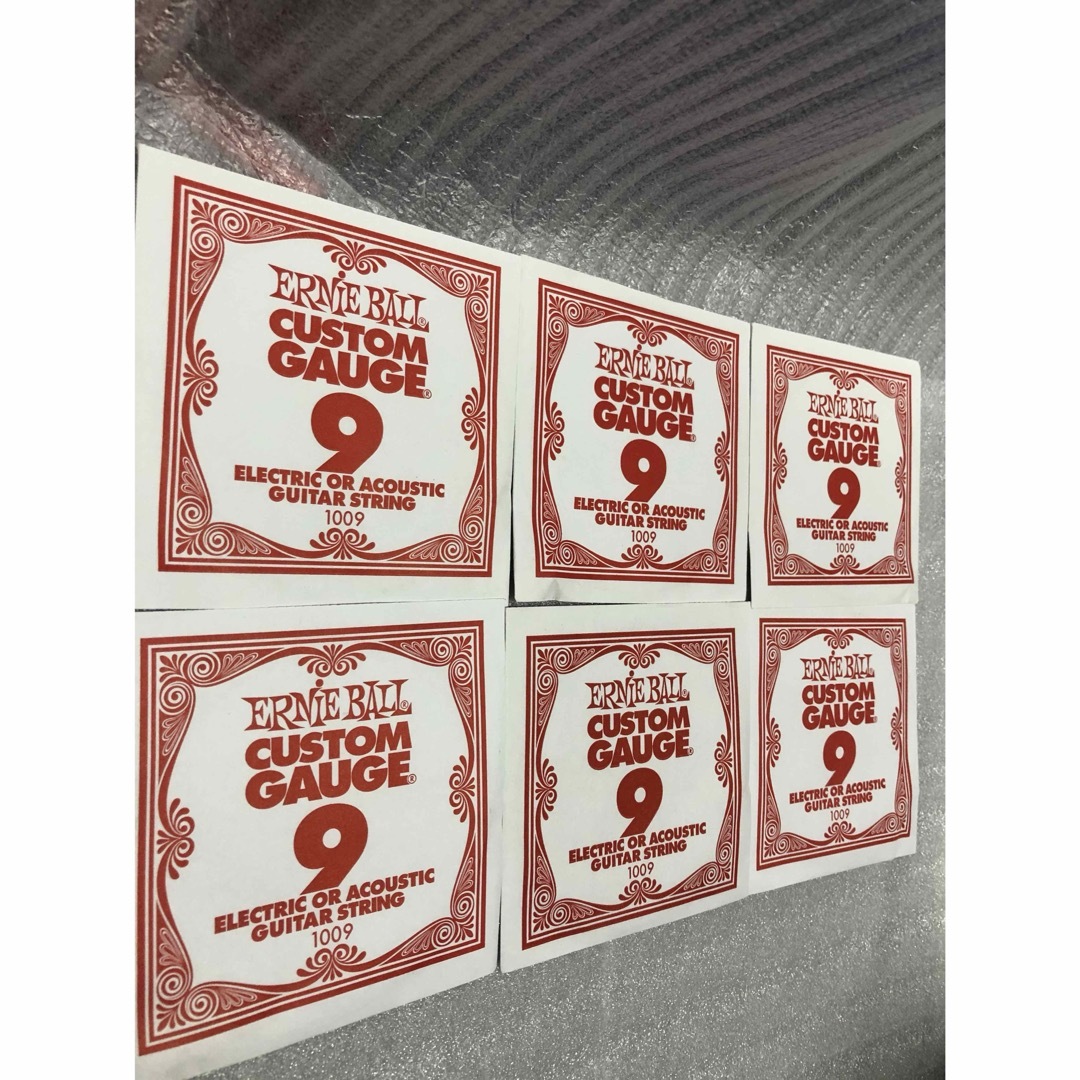 ERNIE BALL®
CUSTOM
GAUGE®
9
ELECTRIC OR ACOUSTIC
GUITAR STRING
1009
ERNIE BALL®
CUSTOM
GAUGE®
9
ELECTRIC OR ACOUSTIC
GUITAR STRING
1009
ERNIE BALL®
CUSTOM
GAUGE®
9
ELECTRIC OR ACOUSTIC
GUITAR STRING
1009
ERNIE BALL®
CUSTOM
GAUGE®
9
ELECTRIC OR ACOUSTIC
GUITAR STRING
1009
ERNIE BALL®
CUSTOM
GAUGE®
9
ELECTRIC OR ACOUSTIC
GUITAR STRING
1009
ERNIE BALL®
CUSTOM
GAUGE®
9
ELECTRIC OR ACOUSTIC
GUITAR STRING
1009